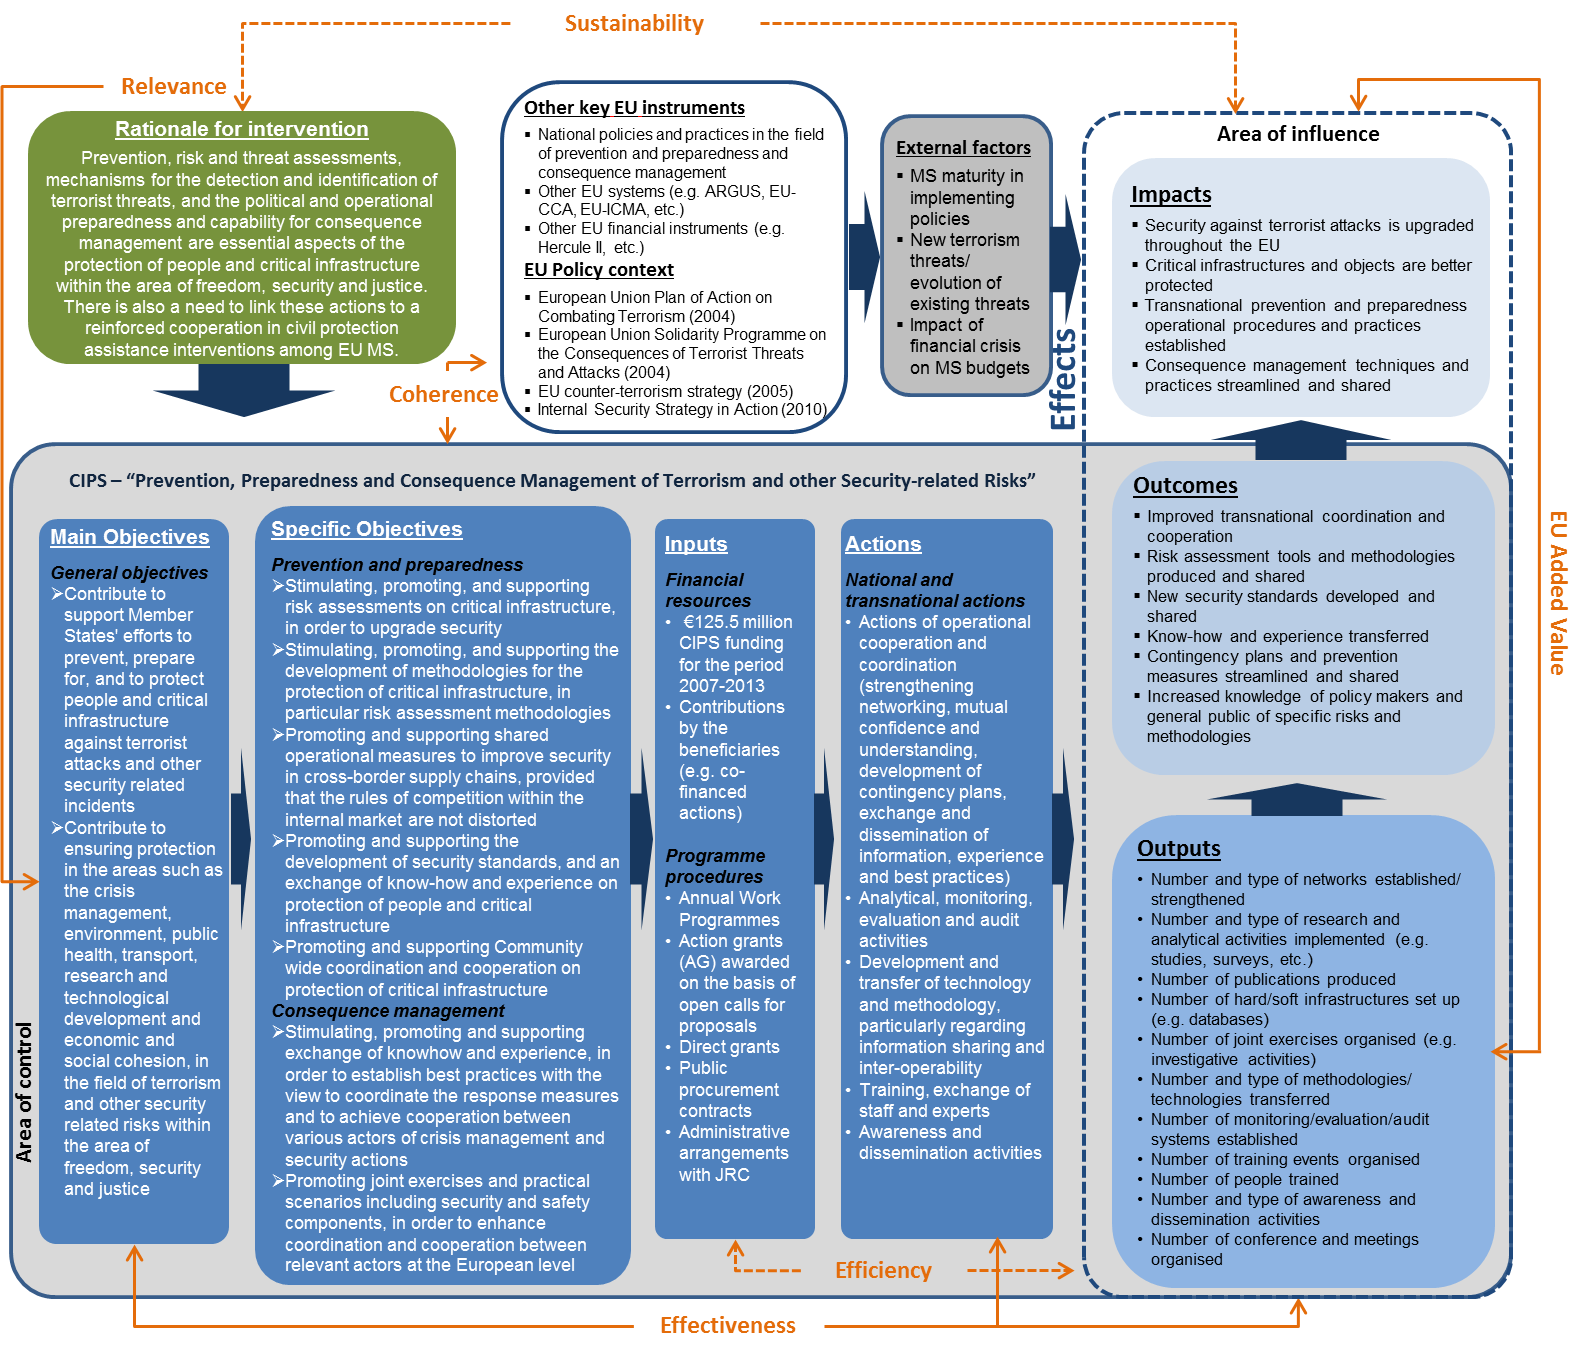 Sustainability
Relevance
Rationale for intervention
Prevention, risk and threat assessments,
mechanisms for the detection and identification of
terrorist threats, and the political and operational
preparedness and capability for consequence
management are essential aspects of the
protection of people and critical infrastructure
within the area of freedom, security and justice.
There is also a need to link these actions to a
reinforced cooperation in civil protection
assistance interventions among EU MS.
Coherence
Other key EU instruments
▪ National policies and practices in the field
of prevention and preparedness and
consequence management
▪ Other EU systems (e.g. ARGUS, EU-
CCA, EU-ICMA, etc.)
▪ Other EU financial instruments (e.g.
Hercule II, etc.)
EU Policy context
▪ European Union Plan of Action on
Combating Terrorism (2004)
▪ European Union Solidarity Programme on
the Consequences of Terrorist Threats
and Attacks (2004)
▪ EU counter-terrorism strategy (2005)
▪ Internal Security Strategy in Action (2010)
External factors
▪ MS maturity in
implementing
policies
▪ New terrorism
threats/
evolution of
existing threats
▪ Impact of
financial crisis
on MS budgets
Effects
Area of influence
Impacts
▪ Security against terrorist attacks is upgraded
throughout the EU
▪ Critical infrastructures and objects are better
protected
▪ Transnational prevention and preparedness
operational procedures and practices
established
▪ Consequence management techniques and
practices streamlined and shared
CIPS – “Prevention, Preparedness and Consequence Management of Terrorism and other Security-related Risks”
Area of control
Main Objectives
General objectives
➢Contribute to
support Member
States' efforts to
prevent, prepare
for, and to protect
people and critical
infrastructure
against terrorist
attacks and other
security related
incidents
➢Contribute to
ensuring protection
in the areas such as
the crisis
management,
environment, public
health, transport,
research and
technological
development and
economic and
social cohesion, in
the field of terrorism
and other security
related risks within
the area of
freedom, security
and justice
Specific Objectives
Prevention and preparedness
➢Stimulating, promoting, and supporting
risk assessments on critical infrastructure,
in order to upgrade security
➢Stimulating, promoting, and supporting the
development of methodologies for the
protection of critical infrastructure, in
particular risk assessment methodologies
➢Promoting and supporting shared
operational measures to improve security
in cross-border supply chains, provided
that the rules of competition within the
internal market are not distorted
➢Promoting and supporting the
development of security standards, and an
exchange of know-how and experience on
protection of people and critical
infrastructure
➢Promoting and supporting Community
wide coordination and cooperation on
protection of critical infrastructure
Consequence management
➢Stimulating, promoting and supporting
exchange of knowhow and experience, in
order to establish best practices with the
view to coordinate the response measures
and to achieve cooperation between
various actors of crisis management and
security actions
➢Promoting joint exercises and practical
scenarios including security and safety
components, in order to enhance
coordination and cooperation between
relevant actors at the European level
Inputs
Financial
resources
• €125.5 million
CIPS funding
for the period
2007-2013
• Contributions
by the
beneficiaries
(e.g. co-
financed
actions)
Programme
procedures
• Annual Work
Programmes
• Action grants
(AG) awarded
on the basis of
open calls for
proposals
• Direct grants
• Public
procurement
contracts
• Administrative
arrangements
with JRC
Actions
National and
transnational actions
• Actions of operational
cooperation and
coordination
(strengthening
networking, mutual
confidence and
understanding,
development of
contingency plans,
exchange and
dissemination of
information, experience
and best practices)
• Analytical, monitoring,
evaluation and audit
activities
• Development and
transfer of technology
and methodology,
particularly regarding
information sharing and
inter-operability
• Training, exchange of
staff and experts
• Awareness and
dissemination activities
Outcomes
▪ Improved transnational coordination and
cooperation
▪ Risk assessment tools and methodologies
produced and shared
▪ New security standards developed and
shared
▪ Know-how and experience transferred
▪ Contingency plans and prevention
measures streamlined and shared
▪ Increased knowledge of policy makers and
general public of specific risks and
methodologies
Outputs
• Number and type of networks established/
strengthened
• Number and type of research and
analytical activities implemented (e.g.
studies, surveys, etc.)
• Number of publications produced
• Number of hard/soft infrastructures set up
(e.g. databases)
• Number of joint exercises organised (e.g.
investigative activities)
• Number and type of methodologies/
technologies transferred
• Number of monitoring/evaluation/audit
systems established
• Number of training events organised
• Number of people trained
• Number and type of awareness and
dissemination activities
• Number of conference and meetings
organised
EU Added Value
Efficiency
Effectiveness